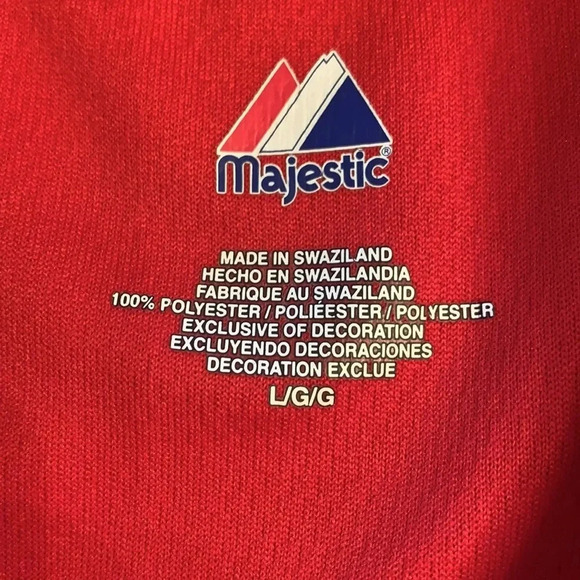 Majestic®
MADE IN SWAZILAND
HECHO EN SWAZILANDIA
FABRIQUE AU SWAZILAND
100% POLYESTER / POLIÉESTER / POLYESTER
EXCLUSIVE OF DECORATION
EXCLUYENDO DECORACIONES
DECORATION EXCLUE
L/G/G